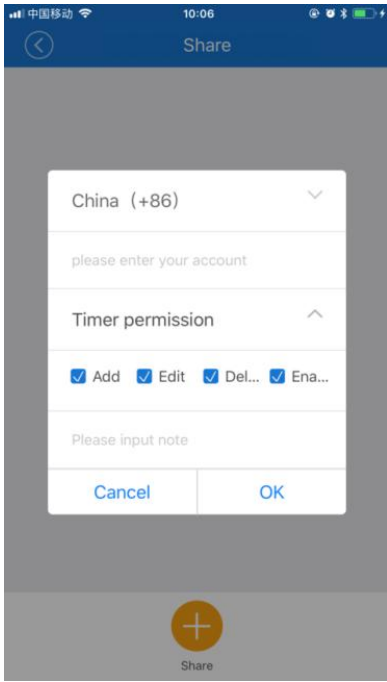 中国移动 10:06
Share
China（+86）
please enter your account
Timer permission
Add Edit Del... Ena...
Please input note
Cancel OK
Share